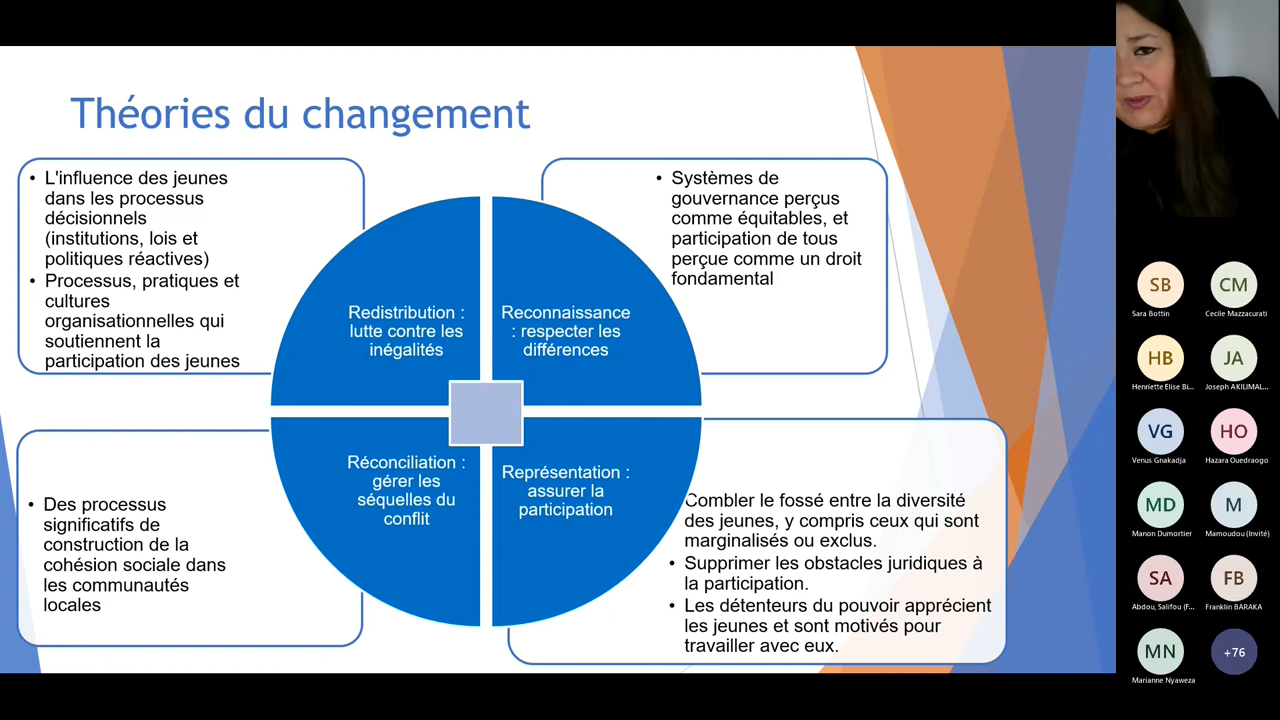 Théories du changement
• L'influence des jeunes
dans les processus
décisionnels
(institutions, lois et
politiques réactives)
• Processus, pratiques et
cultures
organisationnelles qui
soutiennent la
participation des jeunes
Redistribution :
lutte contre les
inégalités
Reconnaissance
: respecter les
différences
• Systèmes de
gouvernance perçus
comme équitables, et
participation de tous
perçue comme un droit
fondamental
• Des processus
significatifs de
construction de la
cohésion sociale dans
les communautés
locales
Réconciliation :
gérer les
séquelles du
conflit
Représentation :
assurer la
participation
Combler le fossé entre la diversité
des jeunes, y compris ceux qui sont
marginalisés ou exclus.
• Supprimer les obstacles juridiques à
la participation.
• Les détenteurs du pouvoir apprécient
les jeunes et sont motivés pour
travailler avec eux.
SB
Sara Bottin
CM
Cecile Mazzacurati
HB
Henriette Elise Bi...
JA
Joseph AKILIMAL...
VG
Venus Gnakadja
HO
Hazara Ouedraogo
MD
Manon Dumortier
M
Mamoudou (Invité)
SA
Abdou, Salifou (F...
FB
Franklin BARAKA
MN
Marianne Nyaweza
+76